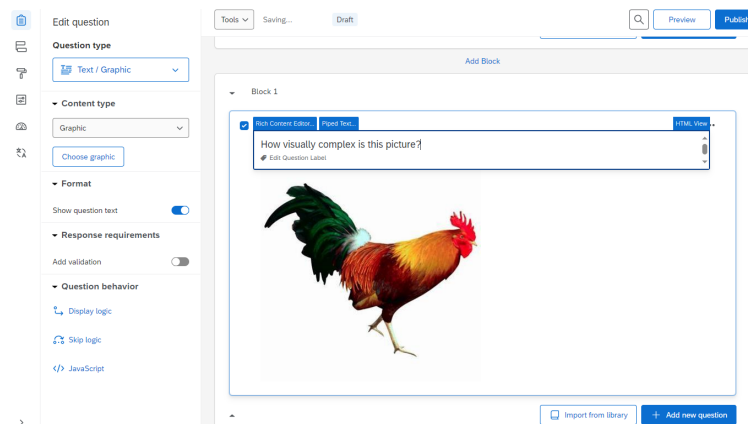 Edit question
Question type
Text / Graphic
Content type
Graphic
Choose graphic
Format
Show question text
Response requirements
Add validation
Question behavior
Display logic
Skip logic
</> JavaScript
Tools
Saving...
Draft
Preview
Publish
Add Block
Block 1
Rich Content Editor... Piped Text... HTML View
How visually complex is this picture?
Edit Question Label
Import from library
+ Add new question